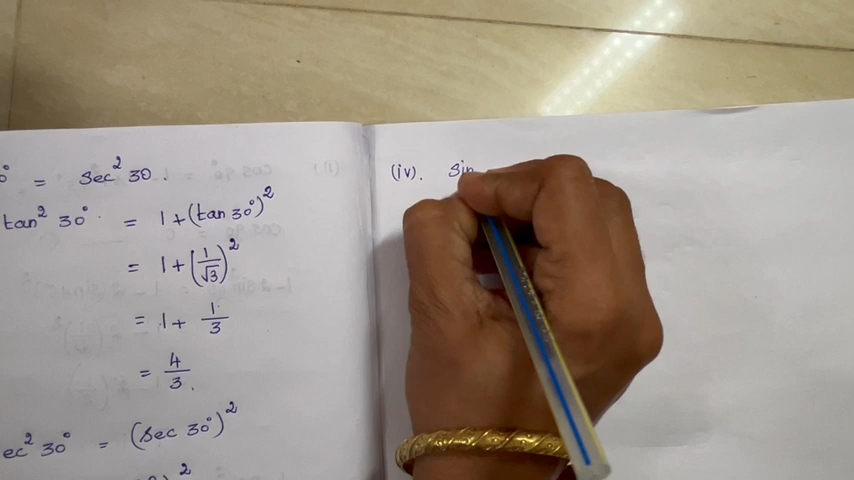 ° = sec² 30.
tan² 30° = 1 + (tan 30°)²
= 1 + (1/√3)²
= 1 + 1/3
= 4/3.
ec² 30° = (sec 30°)²
(iv). sin